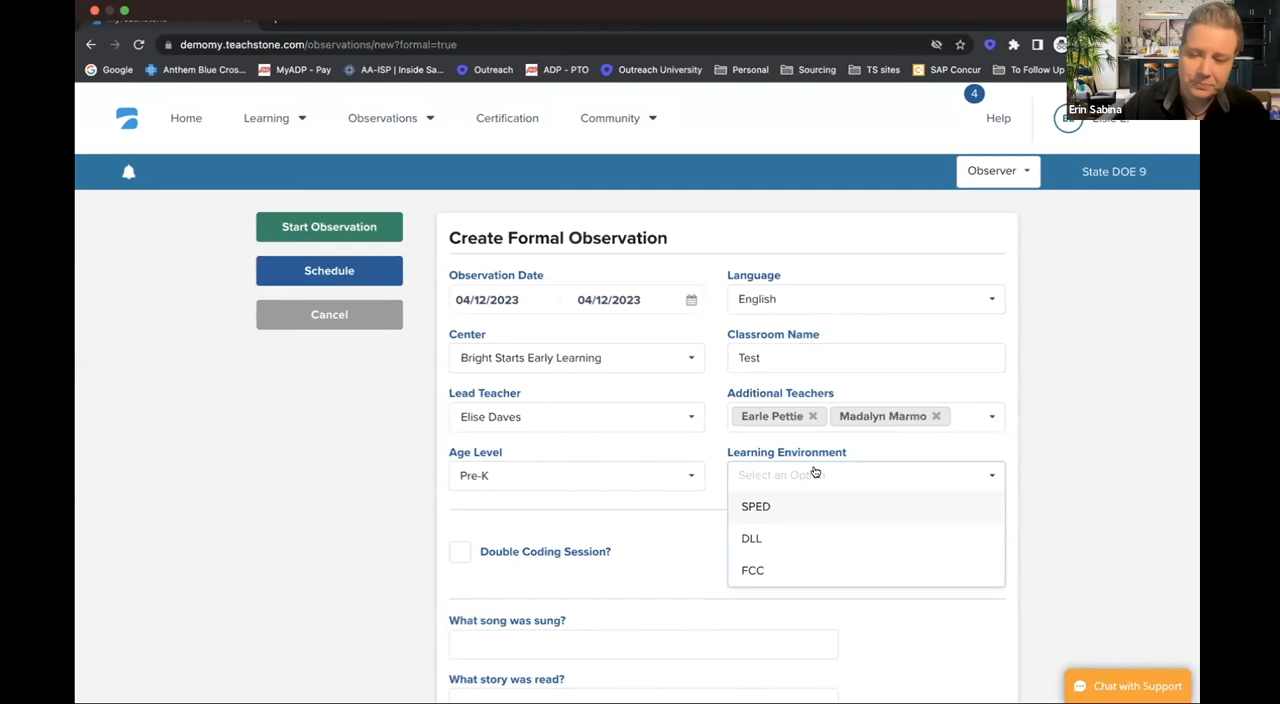 demomy.teachstone.com/observations/new?formal=true
Google Anthem Blue Cros... MyADP - Pay AA-ISP | Inside Sa... Outreach ADP - PTO Outreach University Personal Sourcing TS sites SAP Concur To Follow Up
Erin Sabina
4
Home Learning Observations Certification Community Help
Observer State DOE 9
Start Observation
Schedule
Cancel
Create Formal Observation
Observation Date Language
04/12/2023 - 04/12/2023 English
Center Classroom Name
Bright Starts Early Learning Test
Lead Teacher Additional Teachers
Elise Daves Earle Pettie Madalyn Marmo
Age Level Learning Environment
Pre-K Select an Option
SPED
DLL
FCC
Double Coding Session?
What song was sung?
What story was read?
Chat with Support